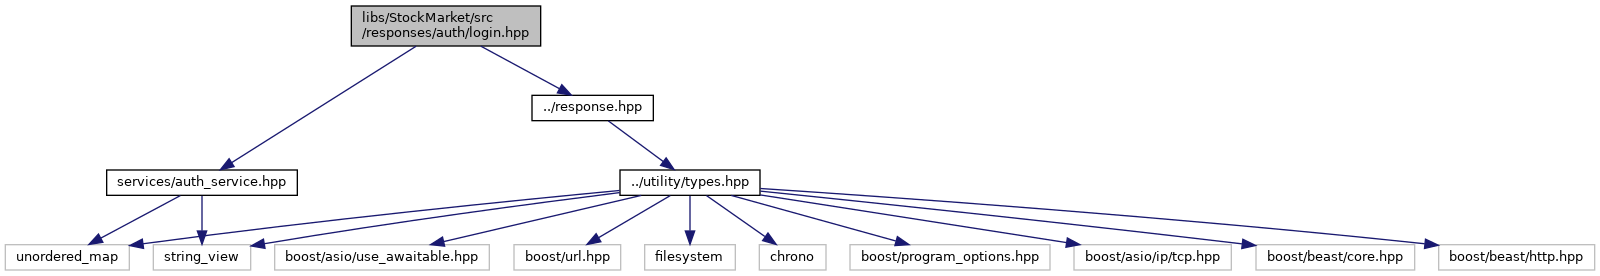 libs/StockMarket/src
/responses/auth/login.hpp
../response.hpp
services/auth_service.hpp
../utility/types.hpp
unordered_map
string_view
boost/asio/use_awaitable.hpp
boost/url.hpp
filesystem
chrono
boost/program_options.hpp
boost/asio/ip/tcp.hpp
boost/beast/core.hpp
boost/beast/http.hpp